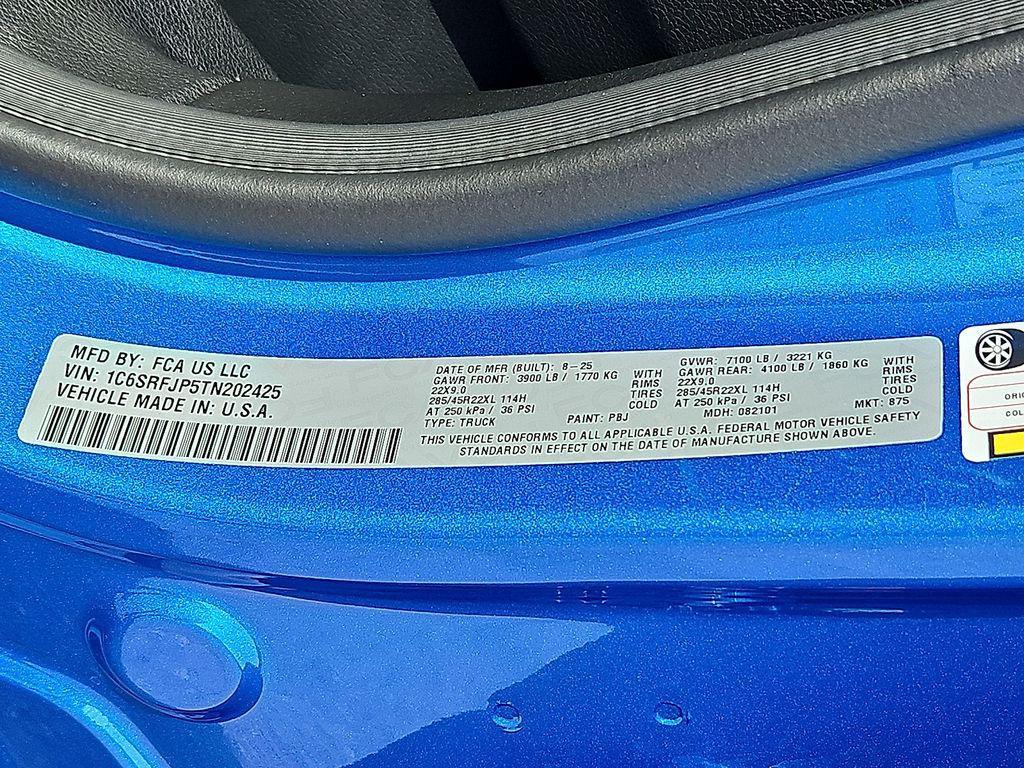 MFD BY: FCA US LLC
VIN: 1C6SRFJP5TN202425
VEHICLE MADE IN: U.S.A.
DATE OF MFR (BUILT): 8-25
GAWR FRONT: 3900 LB / 1770 KG WITH
22X9.0 RIMS
285/45R22XL 114H TIRES
AT 250 kPa / 36 PSI COLD
TYPE: TRUCK PAINT: PBJ
GVWR: 7100 LB / 3221 KG
GAWR REAR: 4100 LB / 1860 KG WITH
22X9.0 RIMS
285/45R22XL 114H TIRES
AT 250 kPa / 36 PSI COLD
MDH: 082101 MKT: 875
THIS VEHICLE CONFORMS TO ALL APPLICABLE U.S.A. FEDERAL MOTOR VEHICLE SAFETY
STANDARDS IN EFFECT ON THE DATE OF MANUFACTURE SHOWN ABOVE.